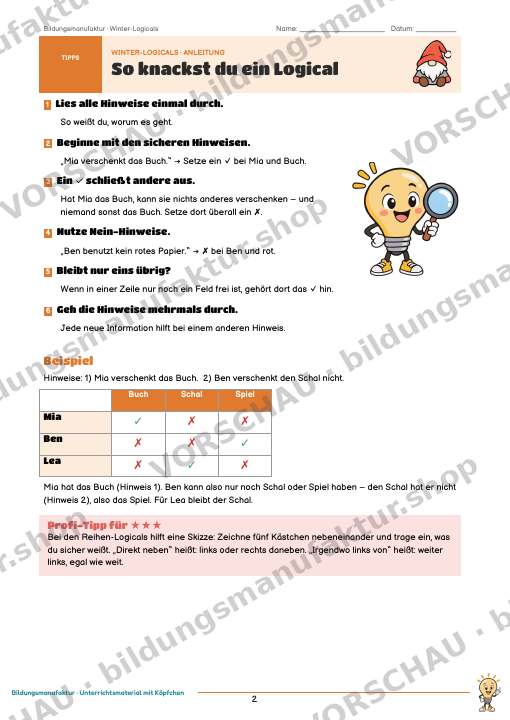 Bildungsmanufaktur · Winter-Logicals Name: Datum:
TIPPS
WINTER-LOGICALS · ANLEITUNG
So knackst du ein Logical
1 Lies alle Hinweise einmal durch.
So weißt du, worum es geht.
2 Beginne mit den sicheren Hinweisen.
„Mia verschenkt das Buch.“ → Setze ein ✓ bei Mia und Buch.
3 Ein ✓ schließt andere aus.
Hat Mia das Buch, kann sie nichts anderes verschenken – und
niemand sonst das Buch. Setze dort überall ein ✗.
4 Nutze Nein-Hinweise.
„Ben benutzt kein rotes Papier.“ → ✗ bei Ben und rot.
5 Bleibt nur eins übrig?
Wenn in einer Zeile nur noch ein Feld frei ist, gehört dort das ✓ hin.
6 Geh die Hinweise mehrmals durch.
Jede neue Information hilft bei einem anderen Hinweis.
Beispiel
Hinweise: 1) Mia verschenkt das Buch. 2) Ben verschenkt den Schal nicht.
Buch Schal Spiel
Mia ✓ ✗ ✗
Ben ✗ ✗ ✓
Lea ✗ ✓ ✗
Mia hat das Buch (Hinweis 1). Ben kann also nur noch Schal oder Spiel haben – den Schal hat er nicht
(Hinweis 2), also das Spiel. Für Lea bleibt der Schal.
Profi-Tipp für ★★★
Bei den Reihen-Logicals hilft eine Skizze: Zeichne fünf Kästchen nebeneinander und trage ein, was
du sicher weißt. „Direkt neben“ heißt: links oder rechts daneben. „Irgendwo links von“ heißt: weiter
links, egal wie weit.
Bildungsmanufaktur · Unterrichtsmaterial mit Köpfchen
2
VORSCHAU · bildungsmanufaktur.shop